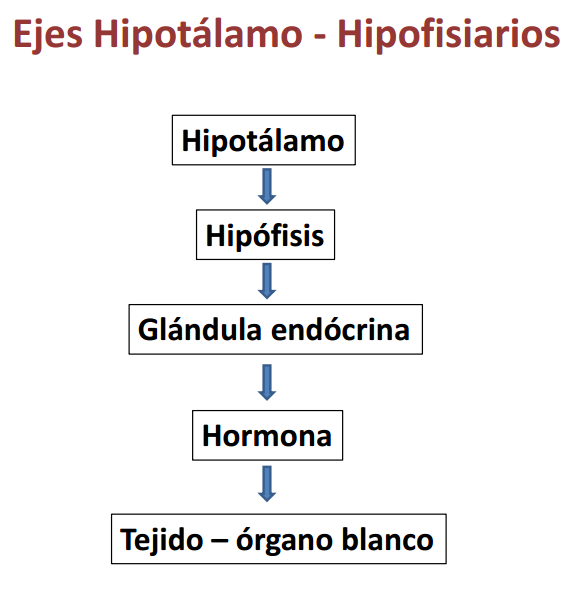 Ejes Hipotálamo - Hipofisiarios
Hipotálamo
Hipófisis
Glándula endócrina
Hormona
Tejido – órgano blanco